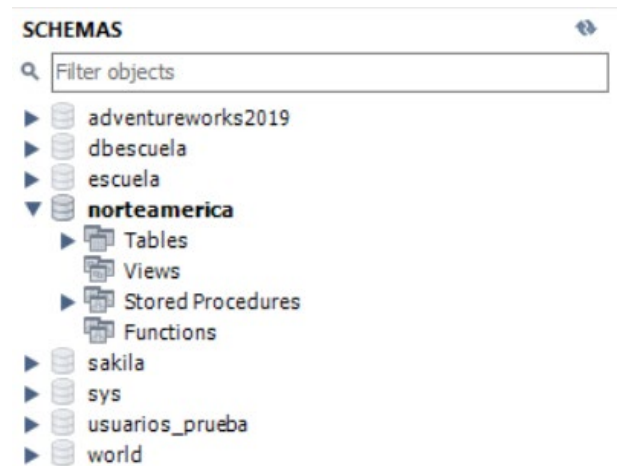 SCHEMAS
Filter objects
adventureworks2019
dbescuela
escuela
norteamerica
Tables
Views
Stored Procedures
Functions
sakila
sys
usuarios_prueba
world